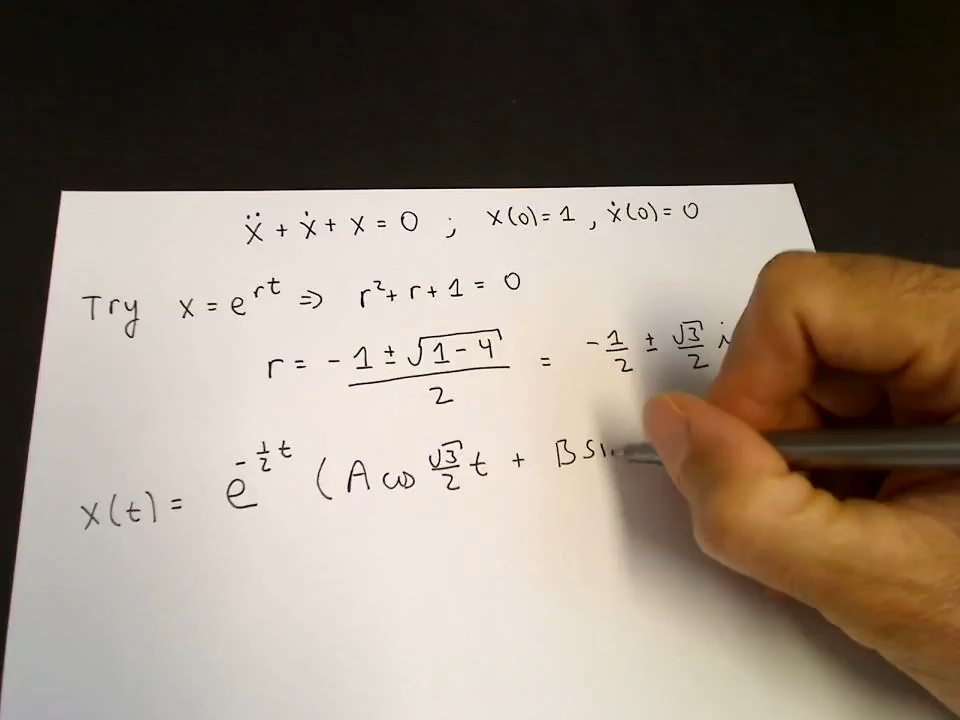 ẍ + ẋ + x = 0 ; x(0) = 1 , ẋ(0) = 0
Try x = e^{rt} ⇒ r² + r + 1 = 0
r = -1 ± √(1 - 4) / 2 = -1/2 ± √3/2 i
x(t) = e^{-1/2 t} (A cos √3/2 t + B si